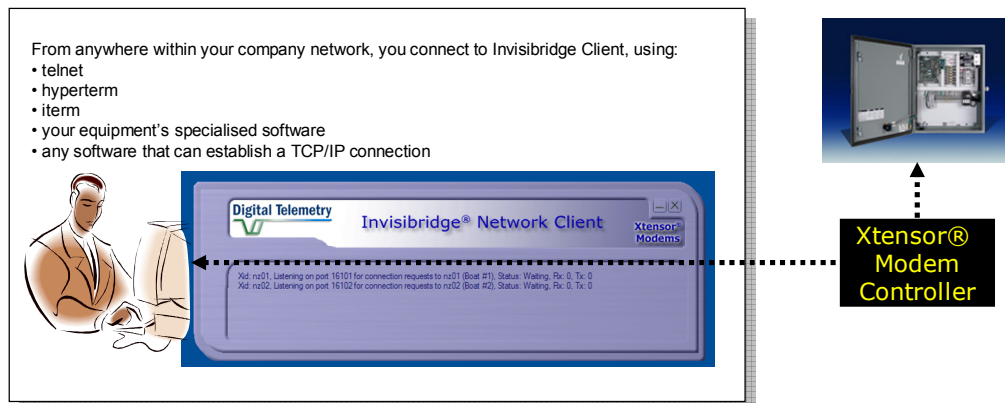 From anywhere within your company network, you connect to Invisibridge Client, using:
• telnet
• hyperterm
• iterm
• your equipment's specialised software
• any software that can establish a TCP/IP connection
Digital Telemetry
Invisibridge® Network Client
Xtensor®
Modems
Xid: nz01, Listening on port 16101 for connection requests to nz01 (Boat #1), Status: Waiting, Rx: 0, Tx: 0
Xid: nz02, Listening on port 16102 for connection requests to nz02 (Boat #2), Status: Waiting, Rx: 0, Tx: 0
Xtensor®
Modem
Controller